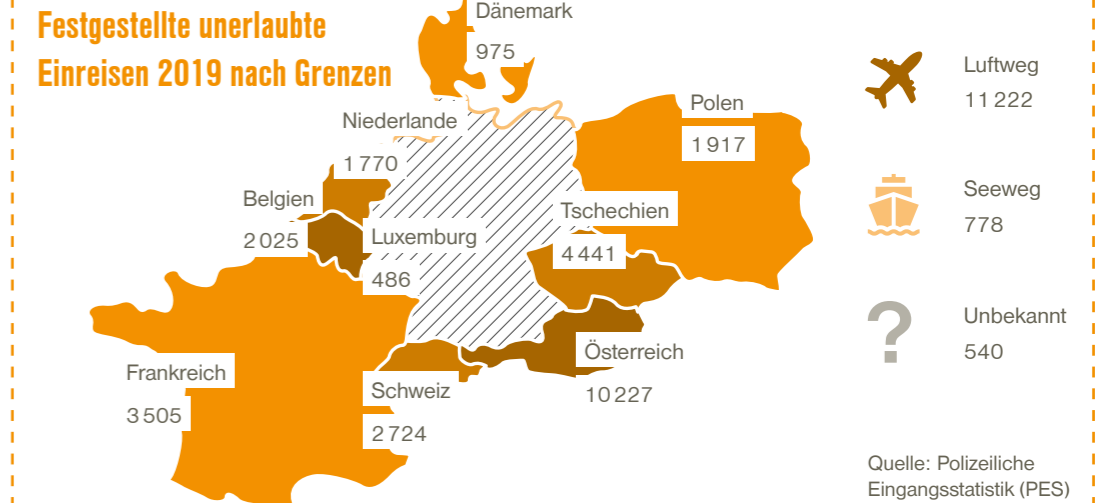 Festgestellte unerlaubte
Einreisen 2019 nach Grenzen
Dänemark
975
Polen
1 917
Niederlande
1 770
Belgien
2 025
Luxemburg
486
Tschechien
4 441
Frankreich
3 505
Schweiz
2 724
Österreich
10 227
Luftweg
11 222
Seeweg
778
?
Unbekannt
540
Quelle: Polizeiliche
Eingangsstatistik (PES)